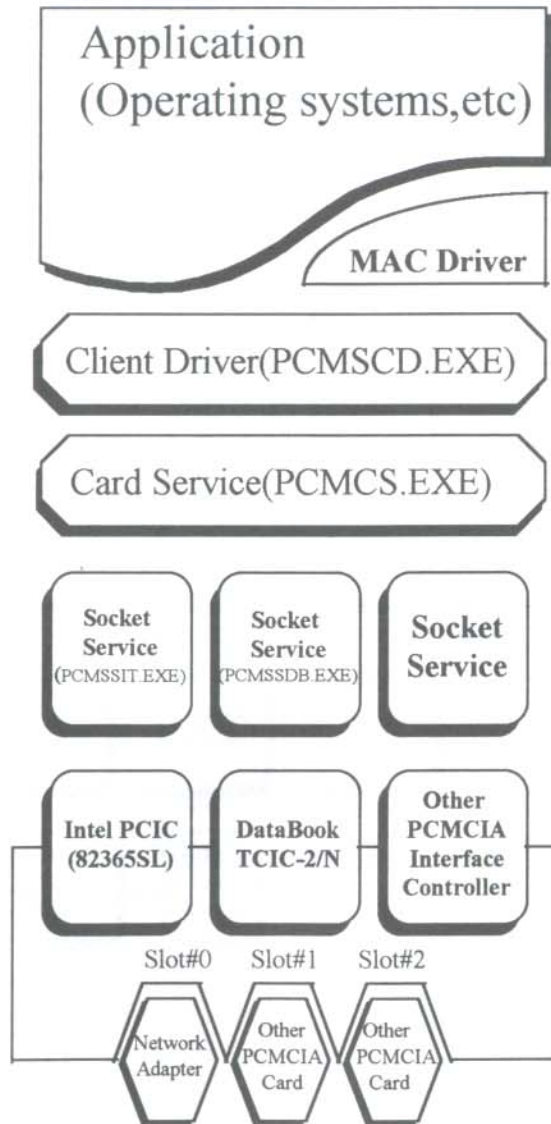 Application
(Operating systems,etc)
MAC Driver
Client Driver(PCMSCD.EXE)
Card Service(PCMCS.EXE)
Socket
Service
(PCMSSIT.EXE)
Socket
Service
(PCMSSDB.EXE)
Socket
Service
Intel PCIC
(82365SL)
DataBook
TCIC-2/N
Other
PCMCIA
Interface
Controller
Slot#0
Slot#1
Slot#2
Network
Adapter
Other
PCMCIA
Card
Other
PCMCIA
Card